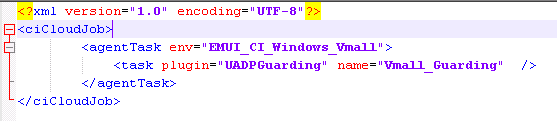 <?xml version="1.0" encoding="UTF-8"?>
<ciCloudJob>
<agentTask env="EMUI_CI_Windows_Vmall">
<task plugin="UADPGuarding" name="Vmall_Guarding" />
</agentTask>
</ciCloudJob>